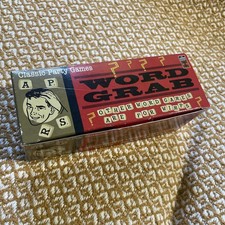 Classic Party Games
A P
R S
? ? ? ? ?
WORD
GRAB
OTHER WORD GAMES
ARE FOR WIMPS